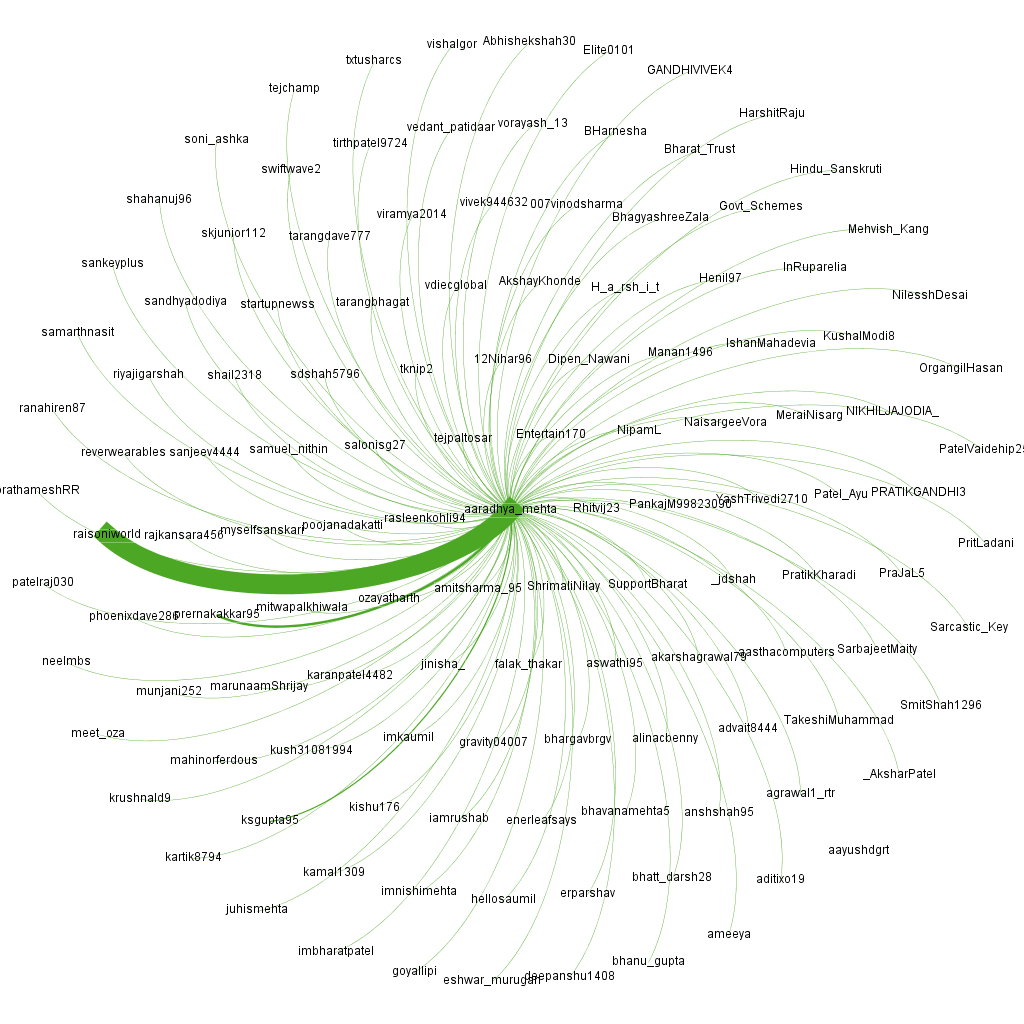 Abhishekshah30
vishalgor
Elite0101
txtusharcs
GANDHIVIVEK4
tejchamp
HarshitRaju
vorayash_13
vedant_patidaar
BHarnesha
soni_ashka
tirthpatel9724
Bharat_Trust
swiftwave2
Hindu_Sanskruti
shahanuj96
vivek944632
007vinodsharma
Govt_Schemes
viramya2014
BhagyashreeZala
Mehvish_Kang
skjunior112
tarangdave777
sankeyplus
InRuparelia
Henil97
AkshayKhonde
vdiecglobal
H_a_rsh_i_t
NilesshDesai
sandhyadodiya
startupnewss
tarangbhagat
samarthnasit
KushalModi8
IshanMahadevia
Manan1496
12Nihar96
Dipen_Nawani
OrgangilHasan
tknip2
riyajigarshah
shail2318
sdshah5796
ranahiren87
NIKHILJAJODIA_
MeraiNisarg
NaisargeeVora
NipamL
Entertain170
tejpaltosar
salonisg27
samuel_nithin
PatelVaidehip29
reverwearables
sanjeev4444
prathameshRR
PRATIKGANDHI3
Patel_Ayu
YashTrivedi2710
PankajM99823090
Rhitvij23
aaradhya_mehta
rasleenkohli94
poojanadakatti
myselfsanskari
rajkansara456
raisoniworld
PritLadani
PraJaL5
PratikKharadi
_jdshah
SupportBharat
ShrimaliNilay
amitsharma_95
patelraj030
ozayatharth
mitwapalkhiwala
prernakakkar95
phoenixdave286
Sarcastic_Key
SarbajeetMaity
aasthacomputers
akarshagrawal79
aswathi95
falak_thakar
jinisha_
neelmbs
karanpatel4482
marunaamShrijay
munjani252
SmitShah1296
TakeshiMuhammad
advait8444
meet_oza
alinacbenny
bhargavbrgv
gravity04007
imkaumil
kush31081994
mahinorferdous
_AksharPatel
agrawal1_rtr
krushnald9
kishu176
anshshah95
bhavanamehta5
iamrushab
enerleafsays
ksgupta95
aayushdgrt
kartik8794
kamal1309
aditixo19
bhatt_darsh28
imnishimehta
erparshav
hellosaumil
juhismehta
ameeya
imbharatpatel
bhanu_gupta
goyallipi
deepanshu1408
eshwar_murugan